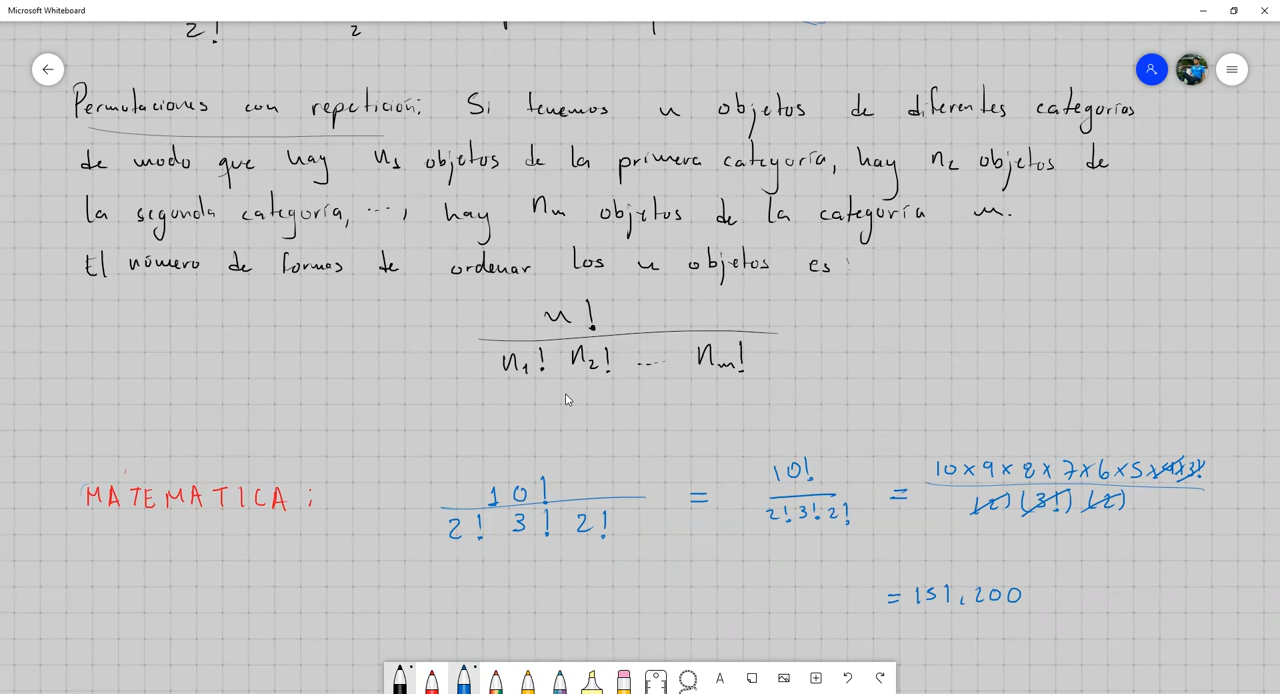 Microsoft Whiteboard
2! 2
Permutaciones con repetición: Si tenemos n objetos de diferentes categorías
de modo que hay n1 objetos de la primera categoría, hay n2 objetos de
la segunda categoría, ..., hay nm objetos de la categoría m.
El número de formas de ordenar los n objetos es:
n!
n1! n2! .... nm!
MATEMATICA: 10! / 2! 3! 2! = 10! / 2!3!2! = 10×9×8×7×6×5×4×3! / (2)(3!)(2)
= 151,200
A